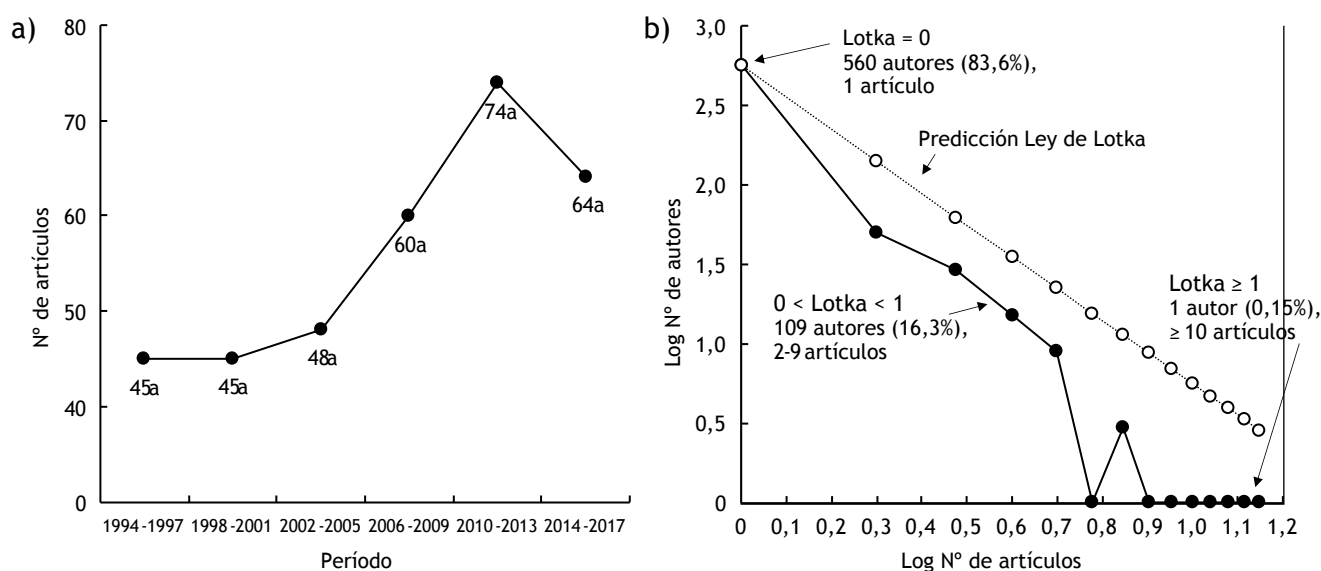 a)
80
70
60
50
40
0
Nº de artículos
45a
45a
48a
60a
74a
64a
1994-1997
1998-2001
2002-2005
2006-2009
2010-2013
2014-2017
Período
b)
3,0
2,5
2,0
1,5
1,0
0,5
0
Log Nº de autores
Lotka = 0
560 autores (83,6%),
1 artículo
Predicción Ley de Lotka
0 < Lotka < 1
109 autores (16,3%),
2-9 artículos
Lotka ≥ 1
1 autor (0,15%),
≥ 10 artículos
0
0,1
0,2
0,3
0,4
0,5
0,6
0,7
0,8
0,9
1,0
1,1
1,2
Log Nº de artículos